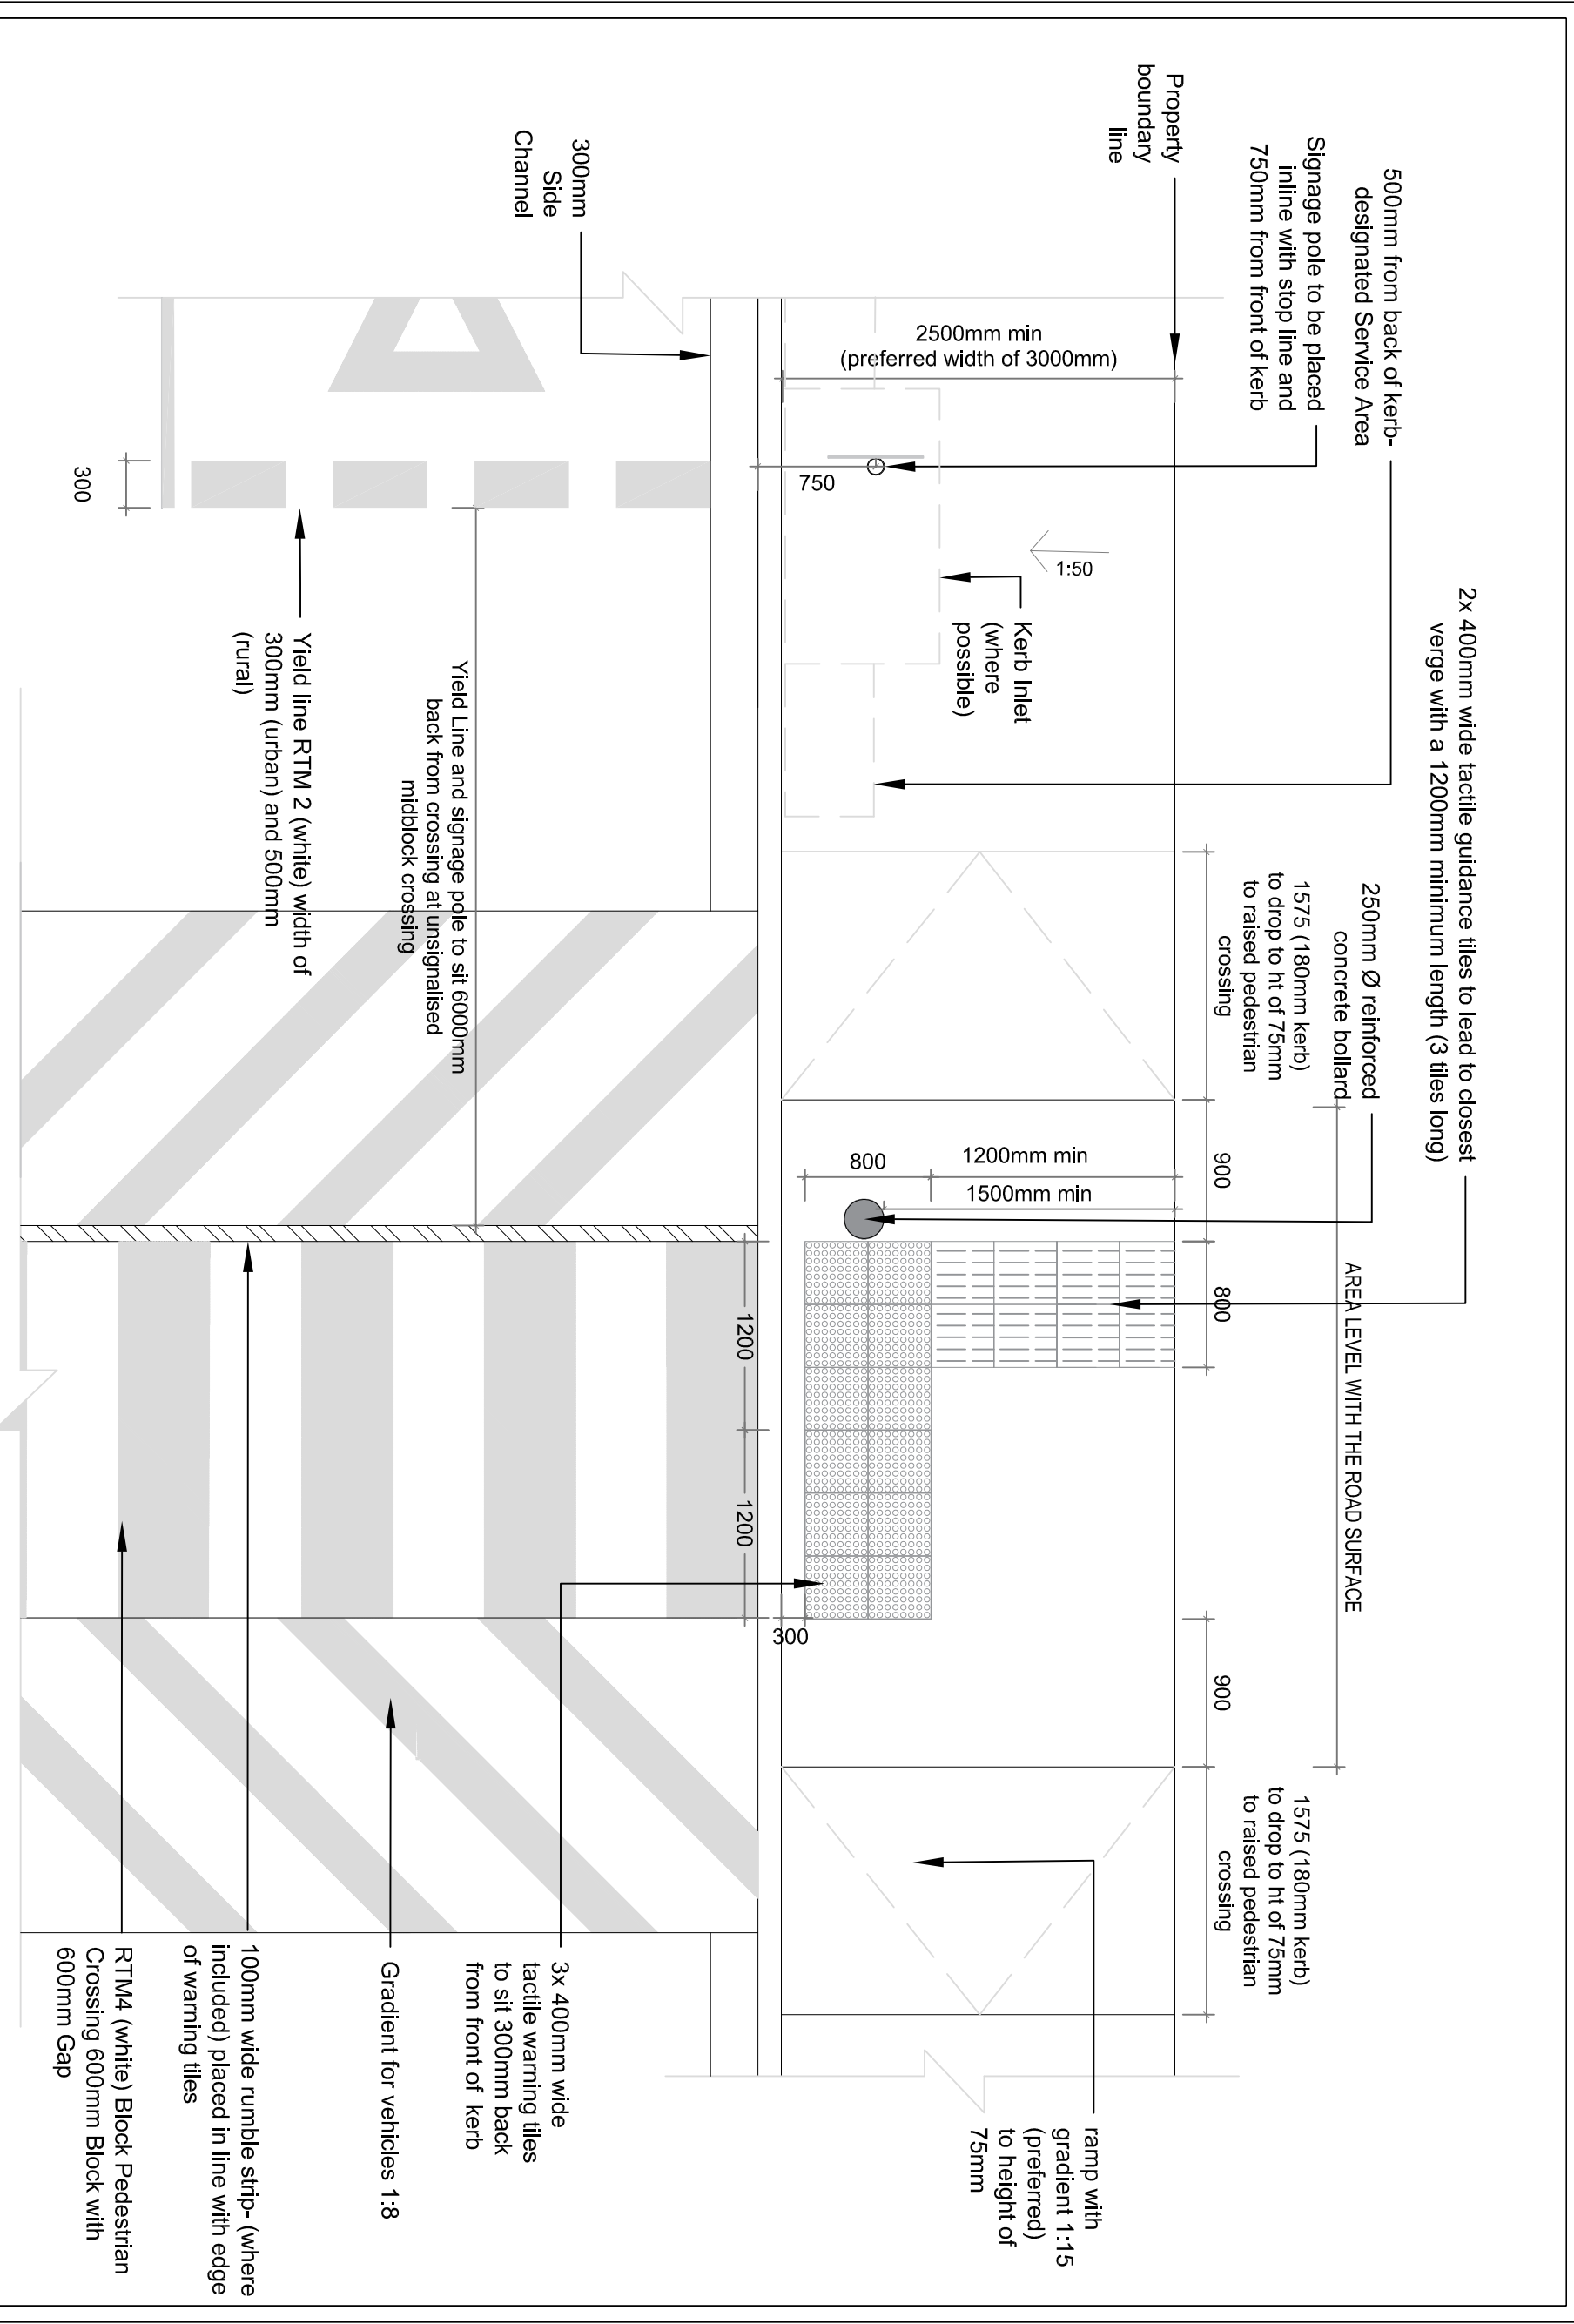 2x 400mm wide tactile guidance tiles to lead to closest
verge with a 1200mm minimum length (3 tiles long)
500mm from back of kerb-
designated Service Area
Signage pole to be placed
inline with stop line and
750mm from front of kerb
Property
boundary
line
250mm Ø reinforced
concrete bollard
AREA LEVEL WITH THE ROAD SURFACE
1575 (180mm kerb)
to drop to ht of 75mm
to raised pedestrian
crossing
900
800
900
1575 (180mm kerb)
to drop to ht of 75mm
to raised pedestrian
crossing
2500mm min
(preferred width of 3000mm)
1:50
Kerb Inlet
(where
possible)
750
1200mm min
1500mm min
800
300
1200
1200
ramp with
gradient 1:15
(preferred)
to height of
75mm
300mm
Side
Channel
Yield Line and signage pole to sit 6000mm
back from crossing at unsignalised
midblock crossing
Yield line RTM 2 (white) width of
300mm (urban) and 500mm
(rural)
300
3x 400mm wide
tactile warning tiles
to sit 300mm back
from front of kerb
Gradient for vehicles 1:8
100mm wide rumble strip- (where
included) placed in line with edge
of warning tiles
RTM4 (white) Block Pedestrian
Crossing 600mm Block with
600mm Gap